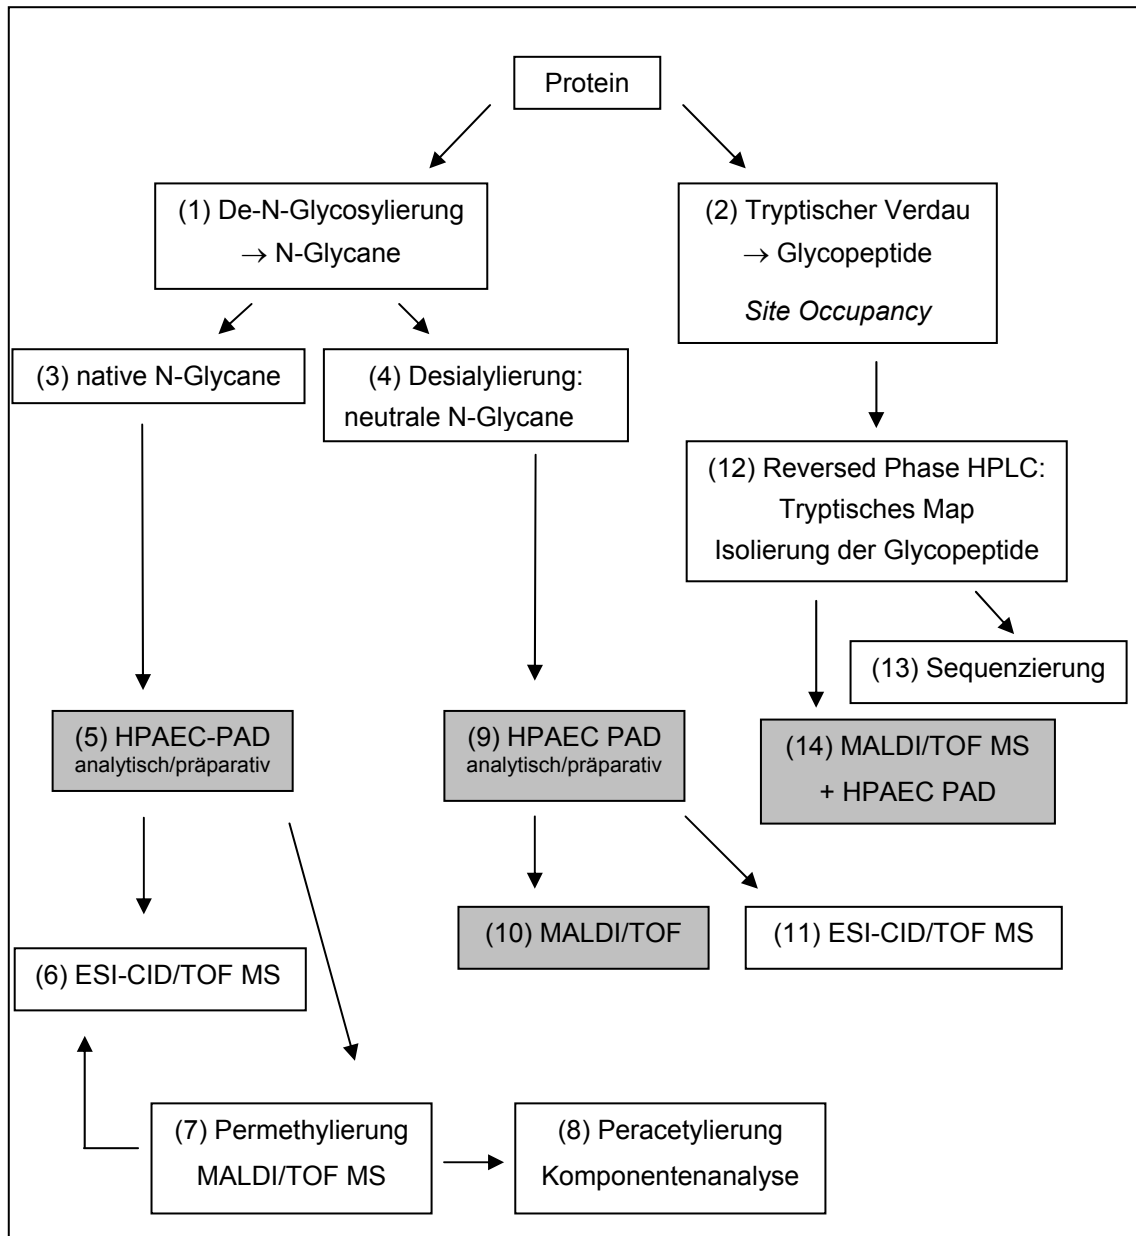 Protein
(1) De-N-Glycosylierung
→ N-Glycane
(2) Tryptischer Verdau
→ Glycopeptide
Site Occupancy
(3) native N-Glycane
(4) Desialylierung:
neutrale N-Glycane
(12) Reversed Phase HPLC:
Tryptisches Map
Isolierung der Glycopeptide
(13) Sequenzierung
(5) HPAEC-PAD
analytisch/präparativ
(9) HPAEC PAD
analytisch/präparativ
(14) MALDI/TOF MS
+ HPAEC PAD
(10) MALDI/TOF
(11) ESI-CID/TOF MS
(6) ESI-CID/TOF MS
(7) Permethylierung
MALDI/TOF MS
(8) Peracetylierung
Komponentenanalyse